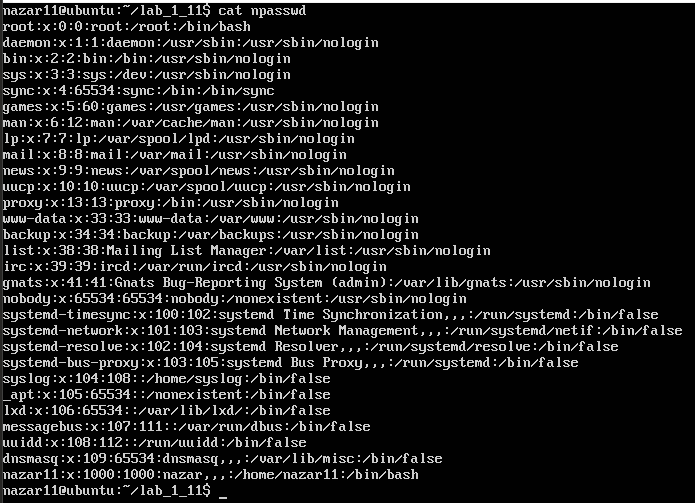 nazar11@ubuntu:~/lab_1_11$ cat npasswd
root:x:0:0:root:/root:/bin/bash
daemon:x:1:1:daemon:/usr/sbin:/usr/sbin/nologin
bin:x:2:2:bin:/bin:/usr/sbin/nologin
sys:x:3:3:sys:/dev:/usr/sbin/nologin
sync:x:4:65534:sync:/bin:/bin/sync
games:x:5:60:games:/usr/games:/usr/sbin/nologin
man:x:6:12:man:/var/cache/man:/usr/sbin/nologin
lp:x:7:7:lp:/var/spool/lpd:/usr/sbin/nologin
mail:x:8:8:mail:/var/mail:/usr/sbin/nologin
news:x:9:9:news:/var/spool/news:/usr/sbin/nologin
uucp:x:10:10:uucp:/var/spool/uucp:/usr/sbin/nologin
proxy:x:13:13:proxy:/bin:/usr/sbin/nologin
www-data:x:33:33:www-data:/var/www:/usr/sbin/nologin
backup:x:34:34:backup:/var/backups:/usr/sbin/nologin
list:x:38:38:Mailing List Manager:/var/list:/usr/sbin/nologin
irc:x:39:39:ircd:/var/run/ircd:/usr/sbin/nologin
gnats:x:41:41:Gnats Bug-Reporting System (admin):/var/lib/gnats:/usr/sbin/nologin
nobody:x:65534:65534:nobody:/nonexistent:/usr/sbin/nologin
systemd-timesync:x:100:102:systemd Time Synchronization,,,:/run/systemd:/bin/false
systemd-network:x:101:103:systemd Network Management,,,:/run/systemd/netif:/bin/false
systemd-resolve:x:102:104:systemd Resolver,,,:/run/systemd/resolve:/bin/false
systemd-bus-proxy:x:103:105:systemd Bus Proxy,,,:/run/systemd:/bin/false
syslog:x:104:108::/home/syslog:/bin/false
_apt:x:105:65534::/nonexistent:/bin/false
lxd:x:106:65534::/var/lib/lxd/:/bin/false
messagebus:x:107:111::/var/run/dbus:/bin/false
uuidd:x:108:112::/run/uuidd:/bin/false
dnsmasq:x:109:65534:dnsmasq,,,:/var/lib/misc:/bin/false
nazar11:x:1000:1000:nazar,,,:/home/nazar11:/bin/bash
nazar11@ubuntu:~/lab_1_11$ _